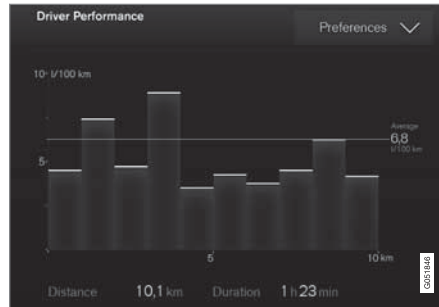 Driver Performance
Preferences
10 l/100 km
Average
6,8
l/100 km
5
5
10 km
Distance 10,1 km Duration 1 h 23 min
G051846